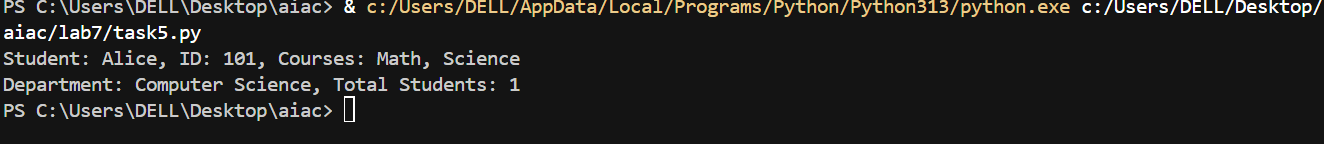 PS C:\Users\DELL\Desktop\aiac> & c:/Users/DELL/AppData/Local/Programs/Python/Python313/python.exe c:/Users/DELL/Desktop/
aiac/lab7/task5.py
Student: Alice, ID: 101, Courses: Math, Science
Department: Computer Science, Total Students: 1
PS C:\Users\DELL\Desktop\aiac>